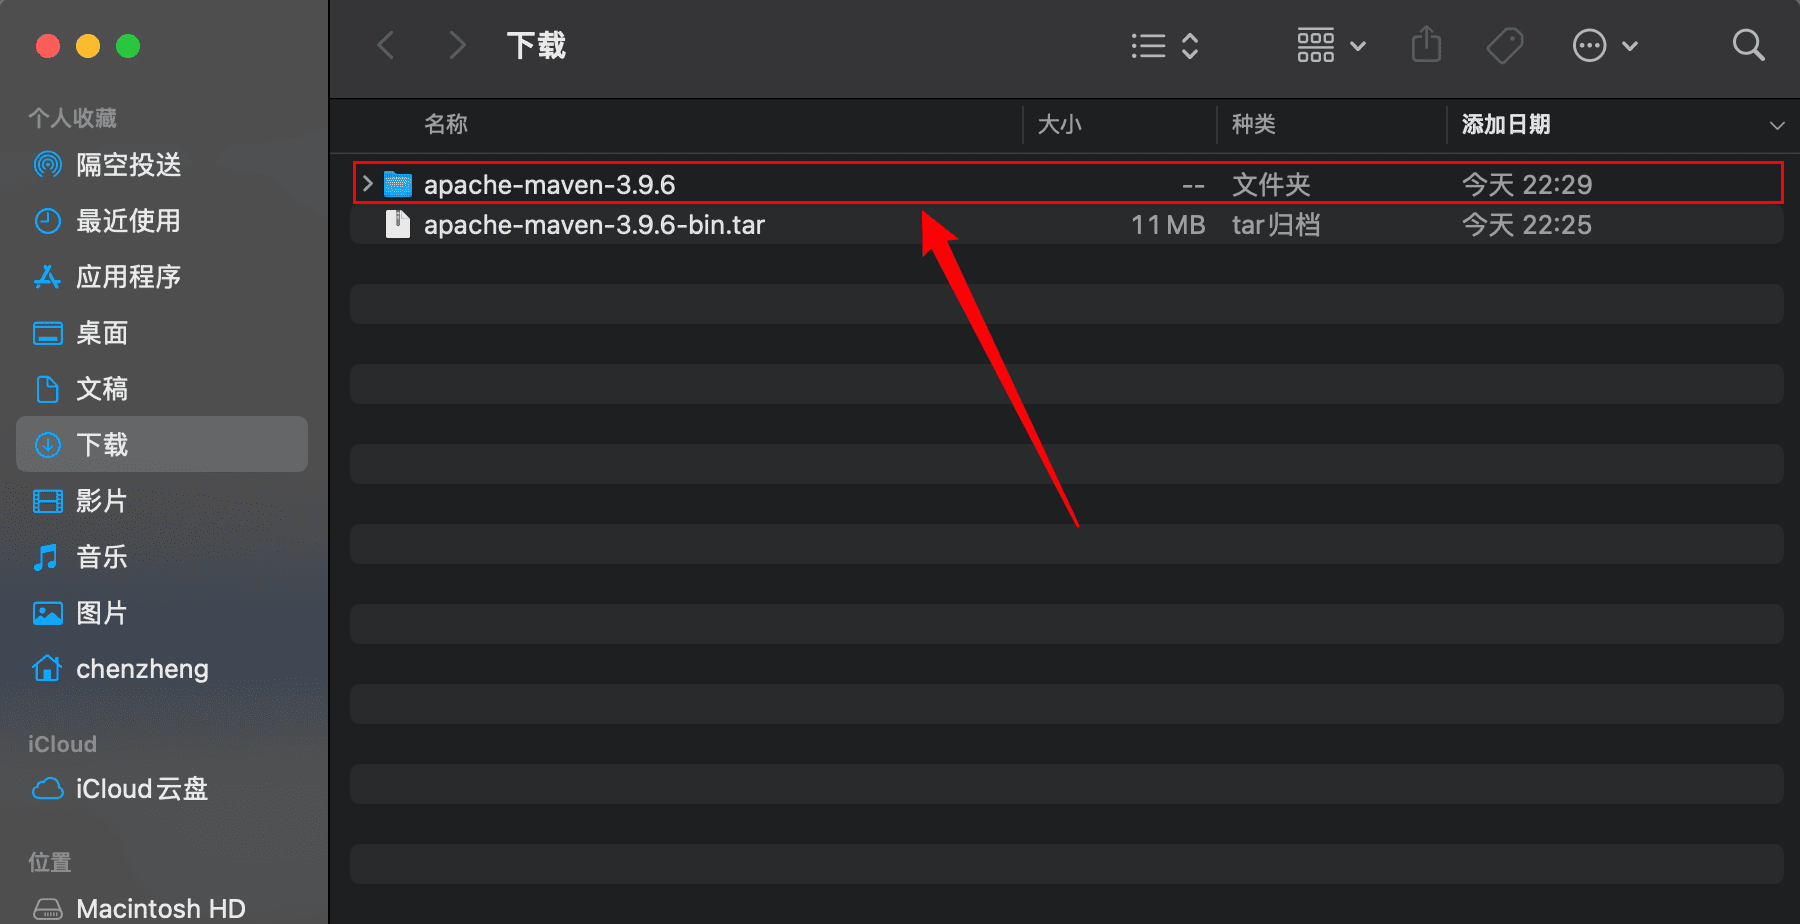 下载
名称 大小 种类 添加日期
apache-maven-3.9.6 -- 文件夹 今天 22:29
apache-maven-3.9.6-bin.tar 11 MB tar归档 今天 22:25
个人收藏
隔空投送
最近使用
应用程序
桌面
文稿
下载
影片
音乐
图片
chenzheng
iCloud
iCloud云盘
位置
Macintosh HD